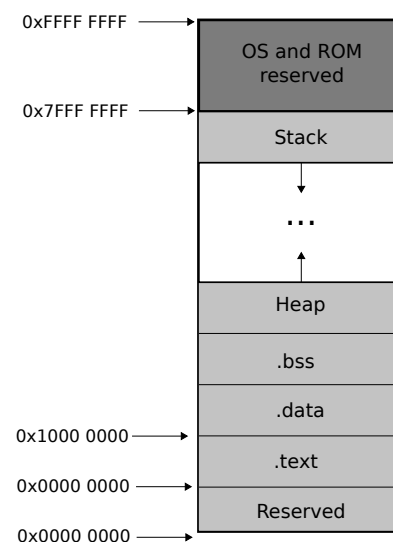 0xFFFF FFFF
OS and ROM
reserved
0x7FFF FFFF
Stack
...
Heap
.bss
.data
0x1000 0000
.text
0x0000 0000
Reserved
0x0000 0000